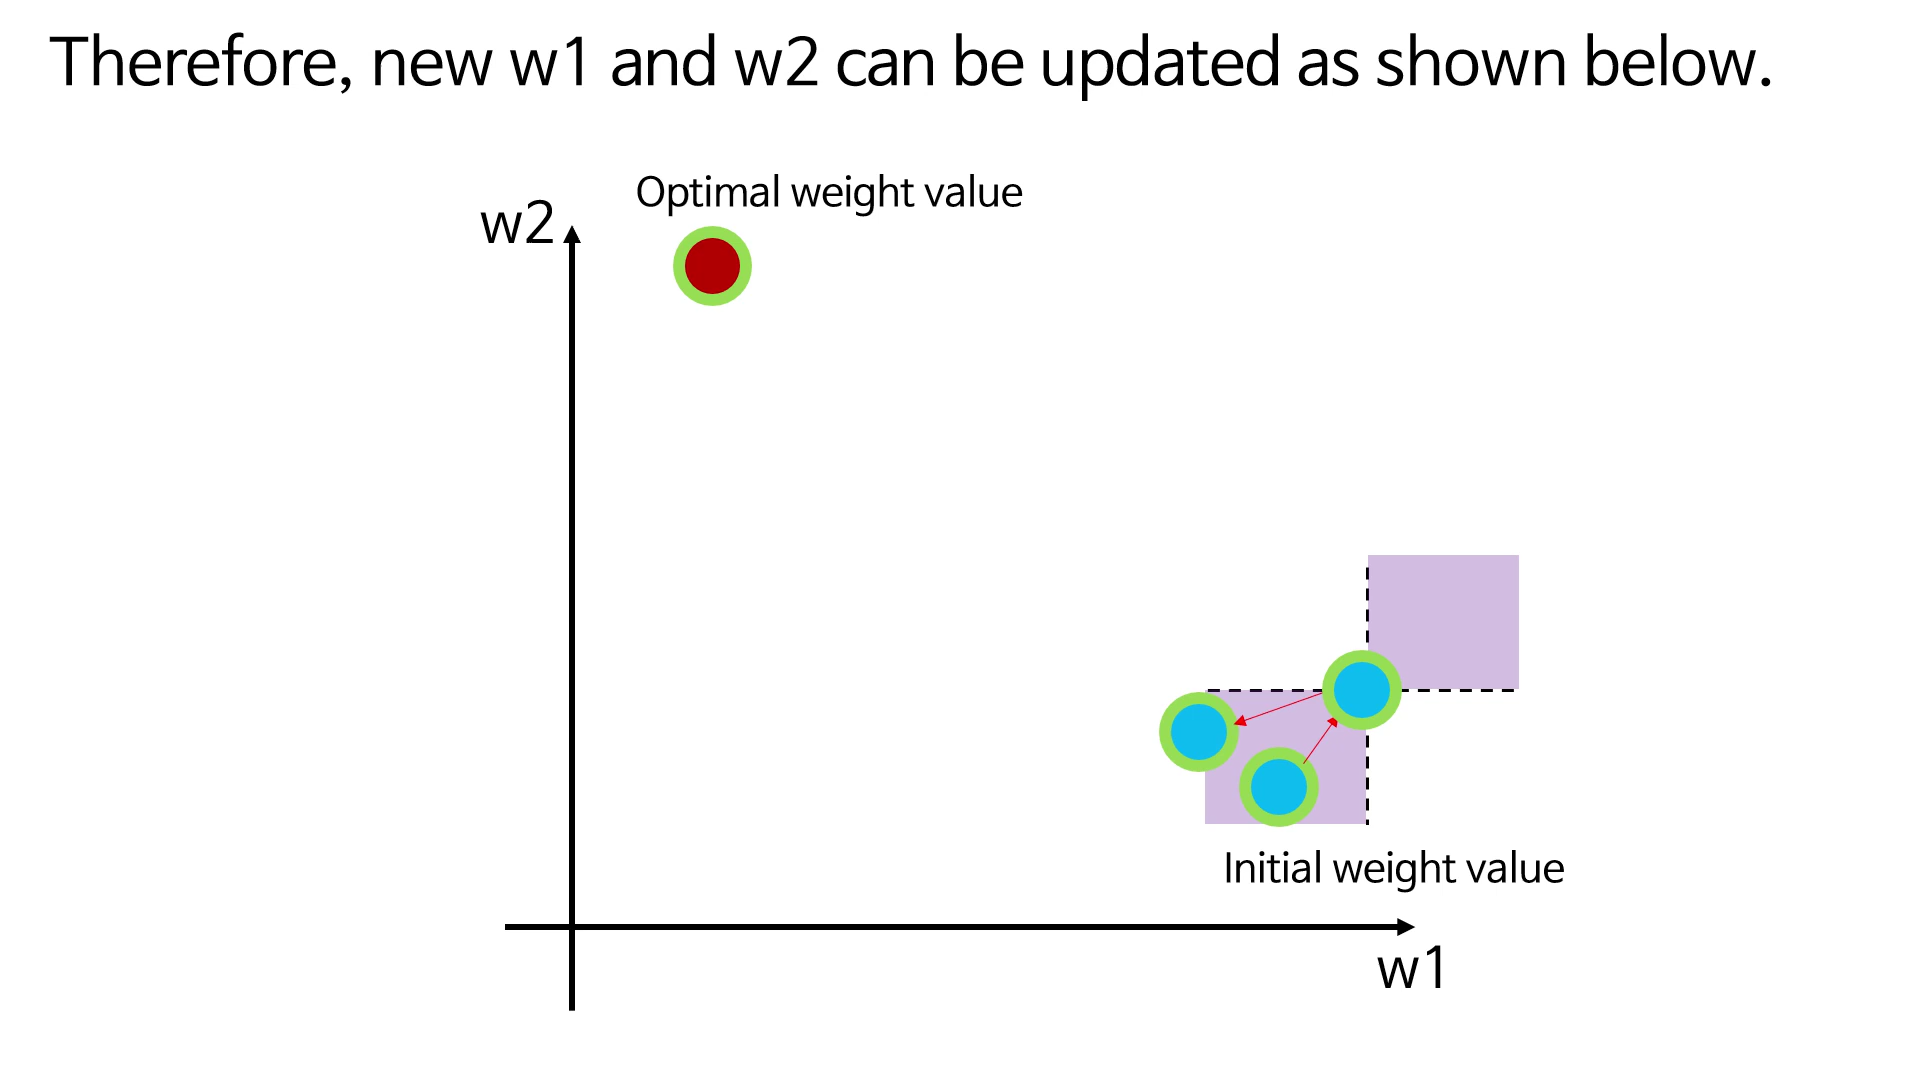 Therefore, new w1 and w2 can be updated as shown below.
Optimal weight value
w2
Initial weight value
w1